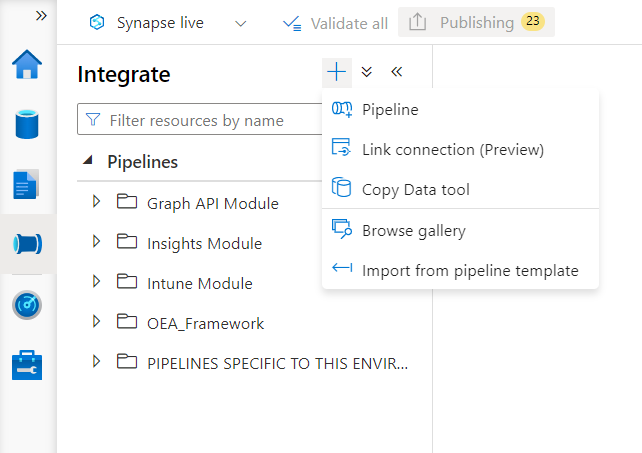 Synapse live
Validate all
Publishing 23
Integrate
Filter resources by name
Pipelines
Graph API Module
Insights Module
Intune Module
OEA_Framework
PIPELINES SPECIFIC TO THIS ENVIR...
Pipeline
Link connection (Preview)
Copy Data tool
Browse gallery
Import from pipeline template